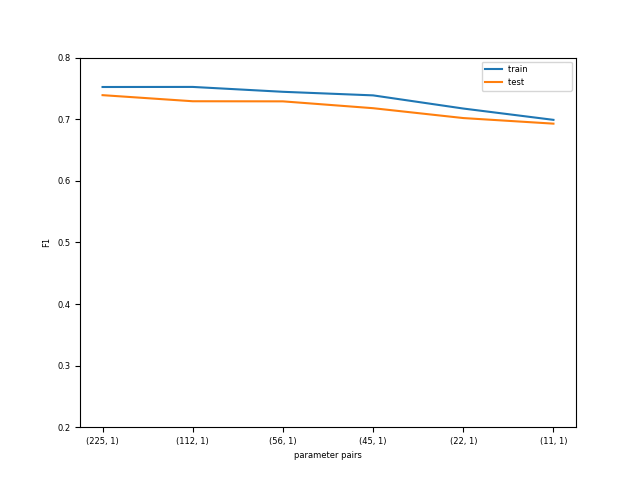 0.8
train
test
0.7
0.6
0.5
F1
0.4
0.3
0.2
(225, 1) (112, 1) (56, 1) (45, 1) (22, 1) (11, 1)
parameter pairs